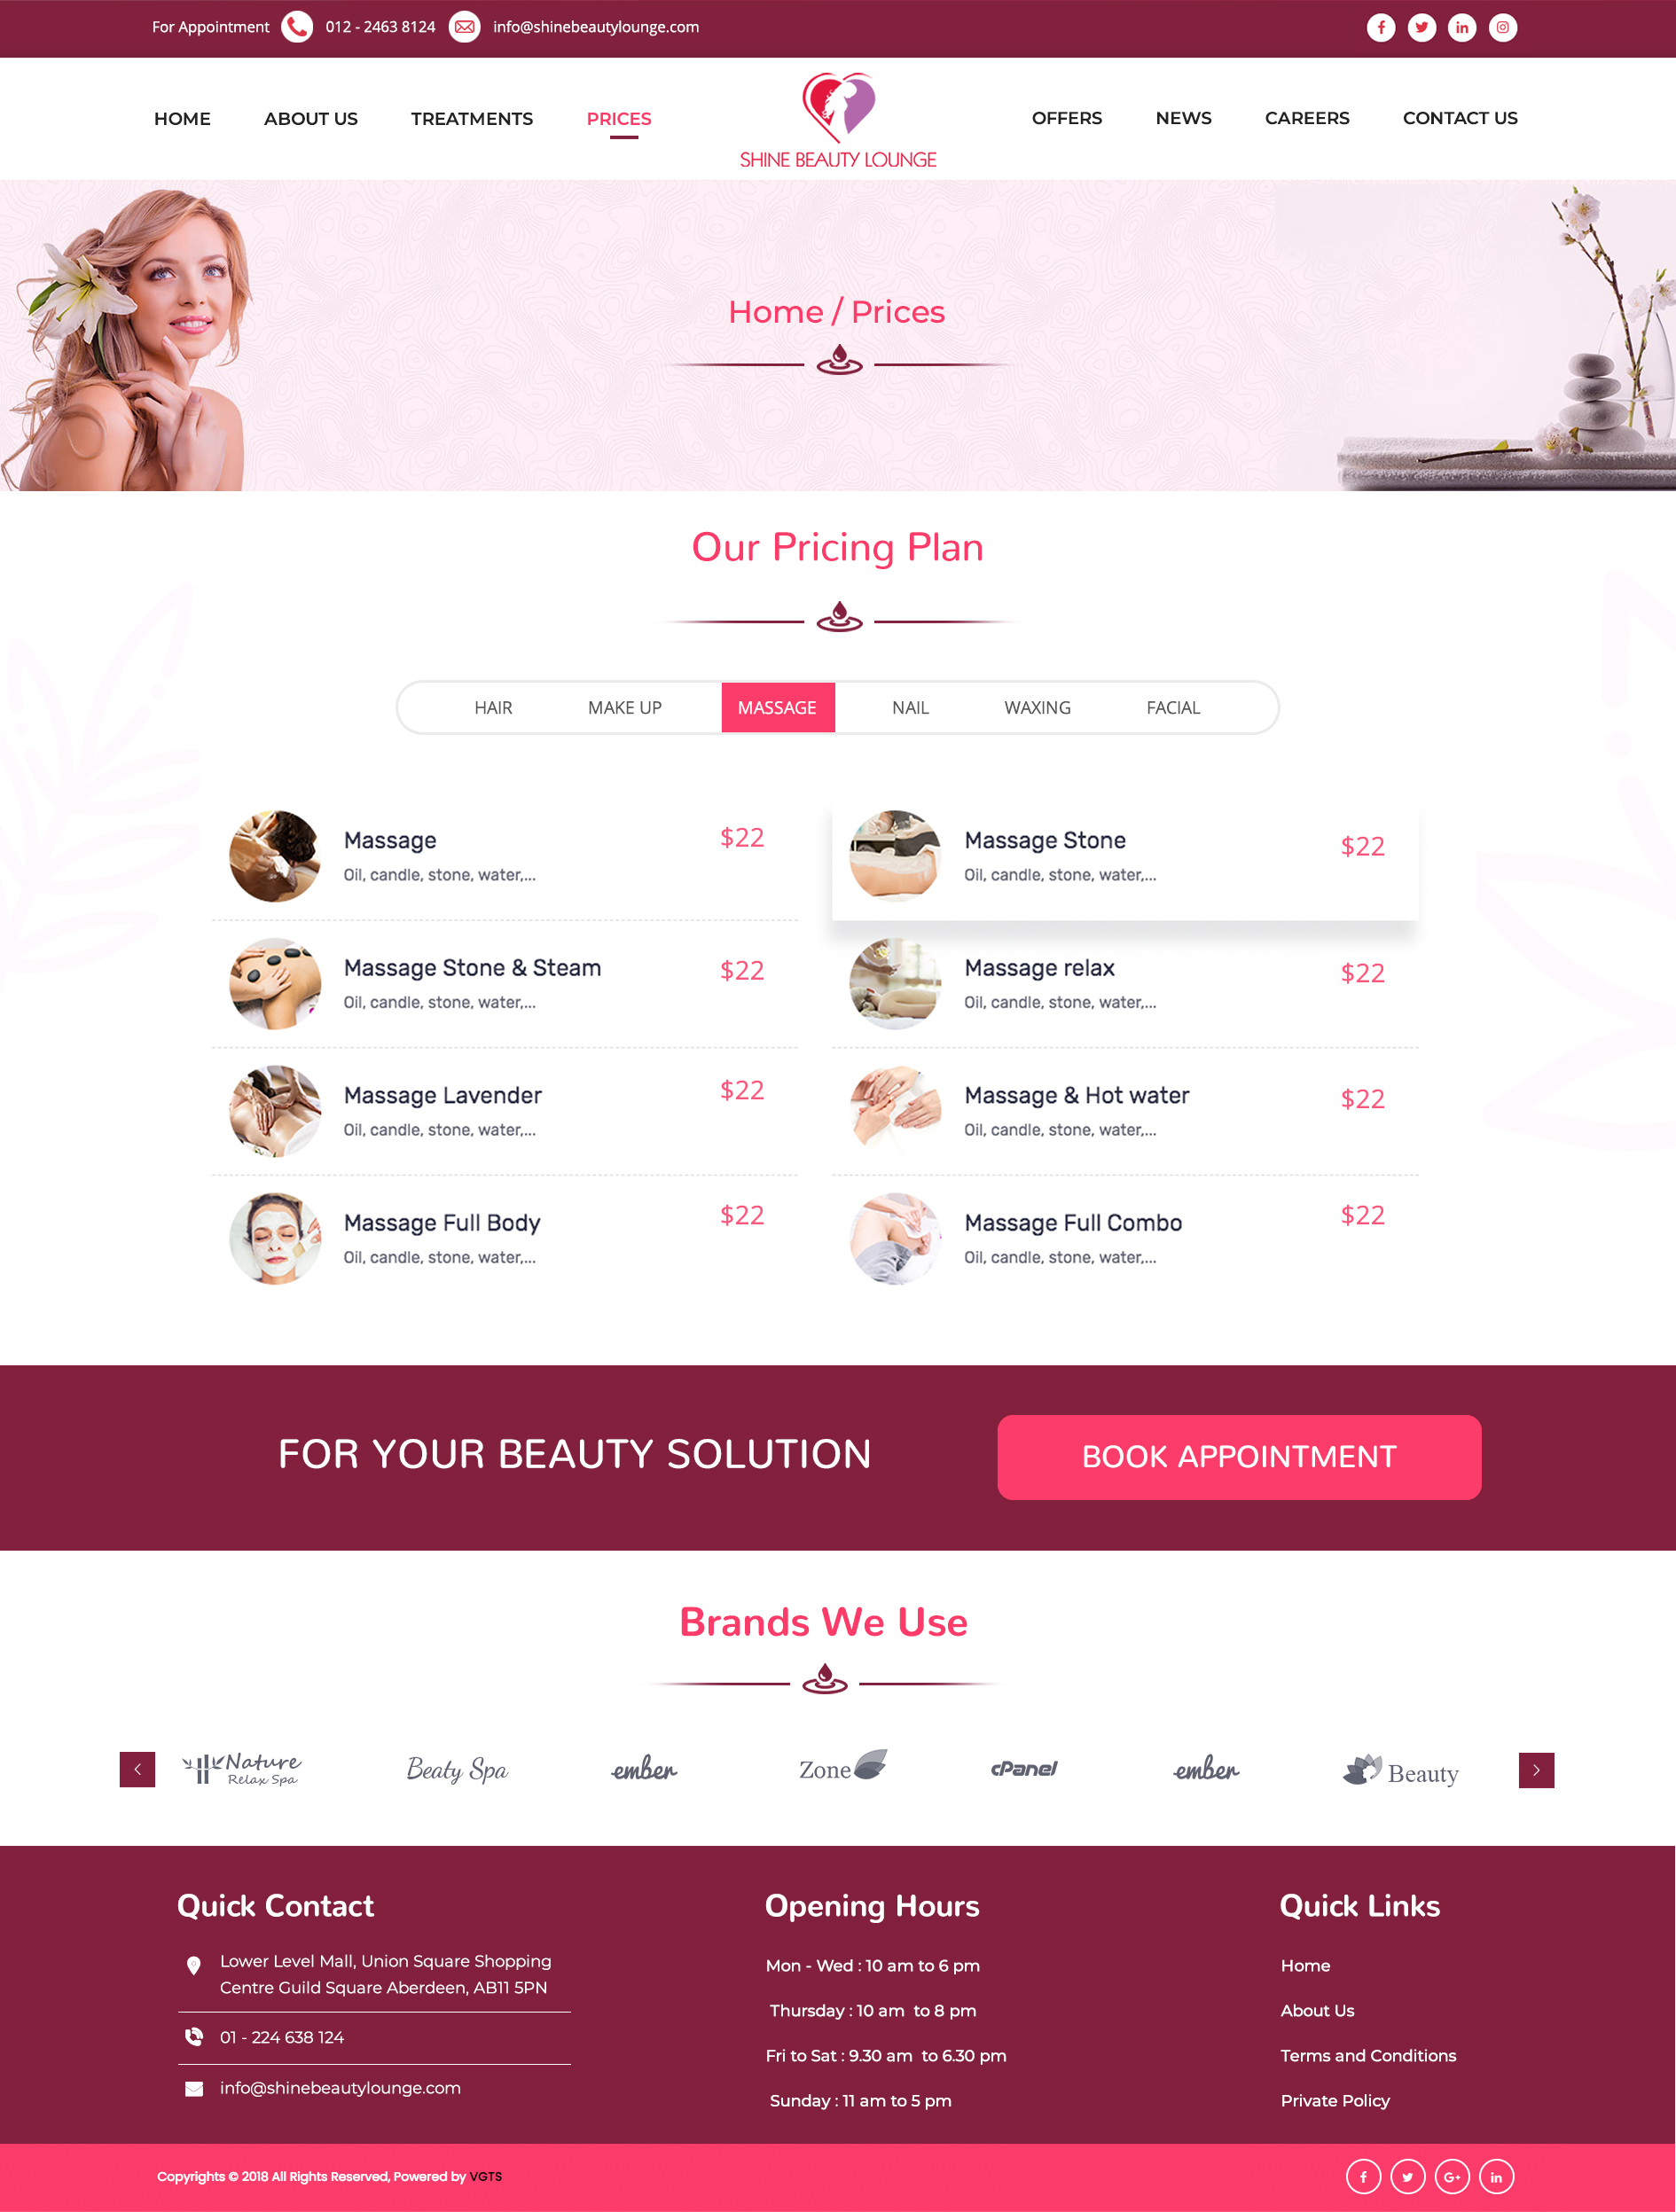 For Appointment 012 - 2463 8124 info@shinebeautylounge.com
HOME ABOUT US TREATMENTS PRICES OFFERS NEWS CAREERS CONTACT US
SHINE BEAUTY LOUNGE
Home / Prices
Our Pricing Plan
HAIR MAKE UP MASSAGE NAIL WAXING FACIAL
Massage $22
Oil, candle, stone, water,...
Massage Stone $22
Oil, candle, stone, water,...
Massage Stone & Steam $22
Oil, candle, stone, water,...
Massage relax $22
Oil, candle, stone, water,...
Massage Lavender $22
Oil, candle, stone, water,...
Massage & Hot water $22
Oil, candle, stone, water,...
Massage Full Body $22
Oil, candle, stone, water,...
Massage Full Combo $22
Oil, candle, stone, water,...
FOR YOUR BEAUTY SOLUTION
BOOK APPOINTMENT
Brands We Use
Nature
Relax Spa
Beaty Spa
ember
Zone
cPanel
ember
Beauty
Quick Contact
Lower Level Mall, Union Square Shopping
Centre Guild Square Aberdeen, AB11 5PN
01 - 224 638 124
info@shinebeautylounge.com
Opening Hours
Mon - Wed : 10 am to 6 pm
Thursday : 10 am to 8 pm
Fri to Sat : 9.30 am to 6.30 pm
Sunday : 11 am to 5 pm
Quick Links
Home
About Us
Terms and Conditions
Private Policy
Copyrights © 2018 All Rights Reserved, Powered by VGTS